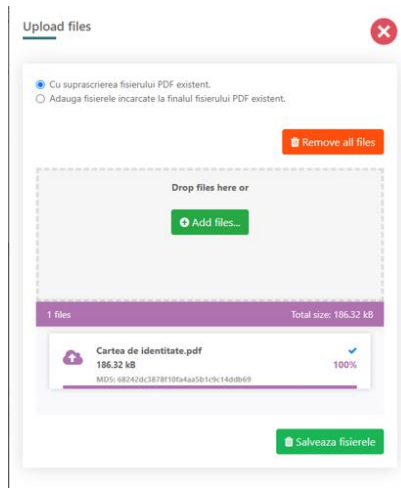 Upload files
Cu suprascrierea fisierului PDF existent.
Adauga fisierele incarcate la finalul fisierului PDF existent.
Remove all files
Drop files here or
Add files...
1 files Total size: 186.32 kB
Cartea de identitate.pdf
186.32 kB 100%
MD5: 68242dc3878f10fa4aa5b1c9c14ddb69
Salveaza fisierele